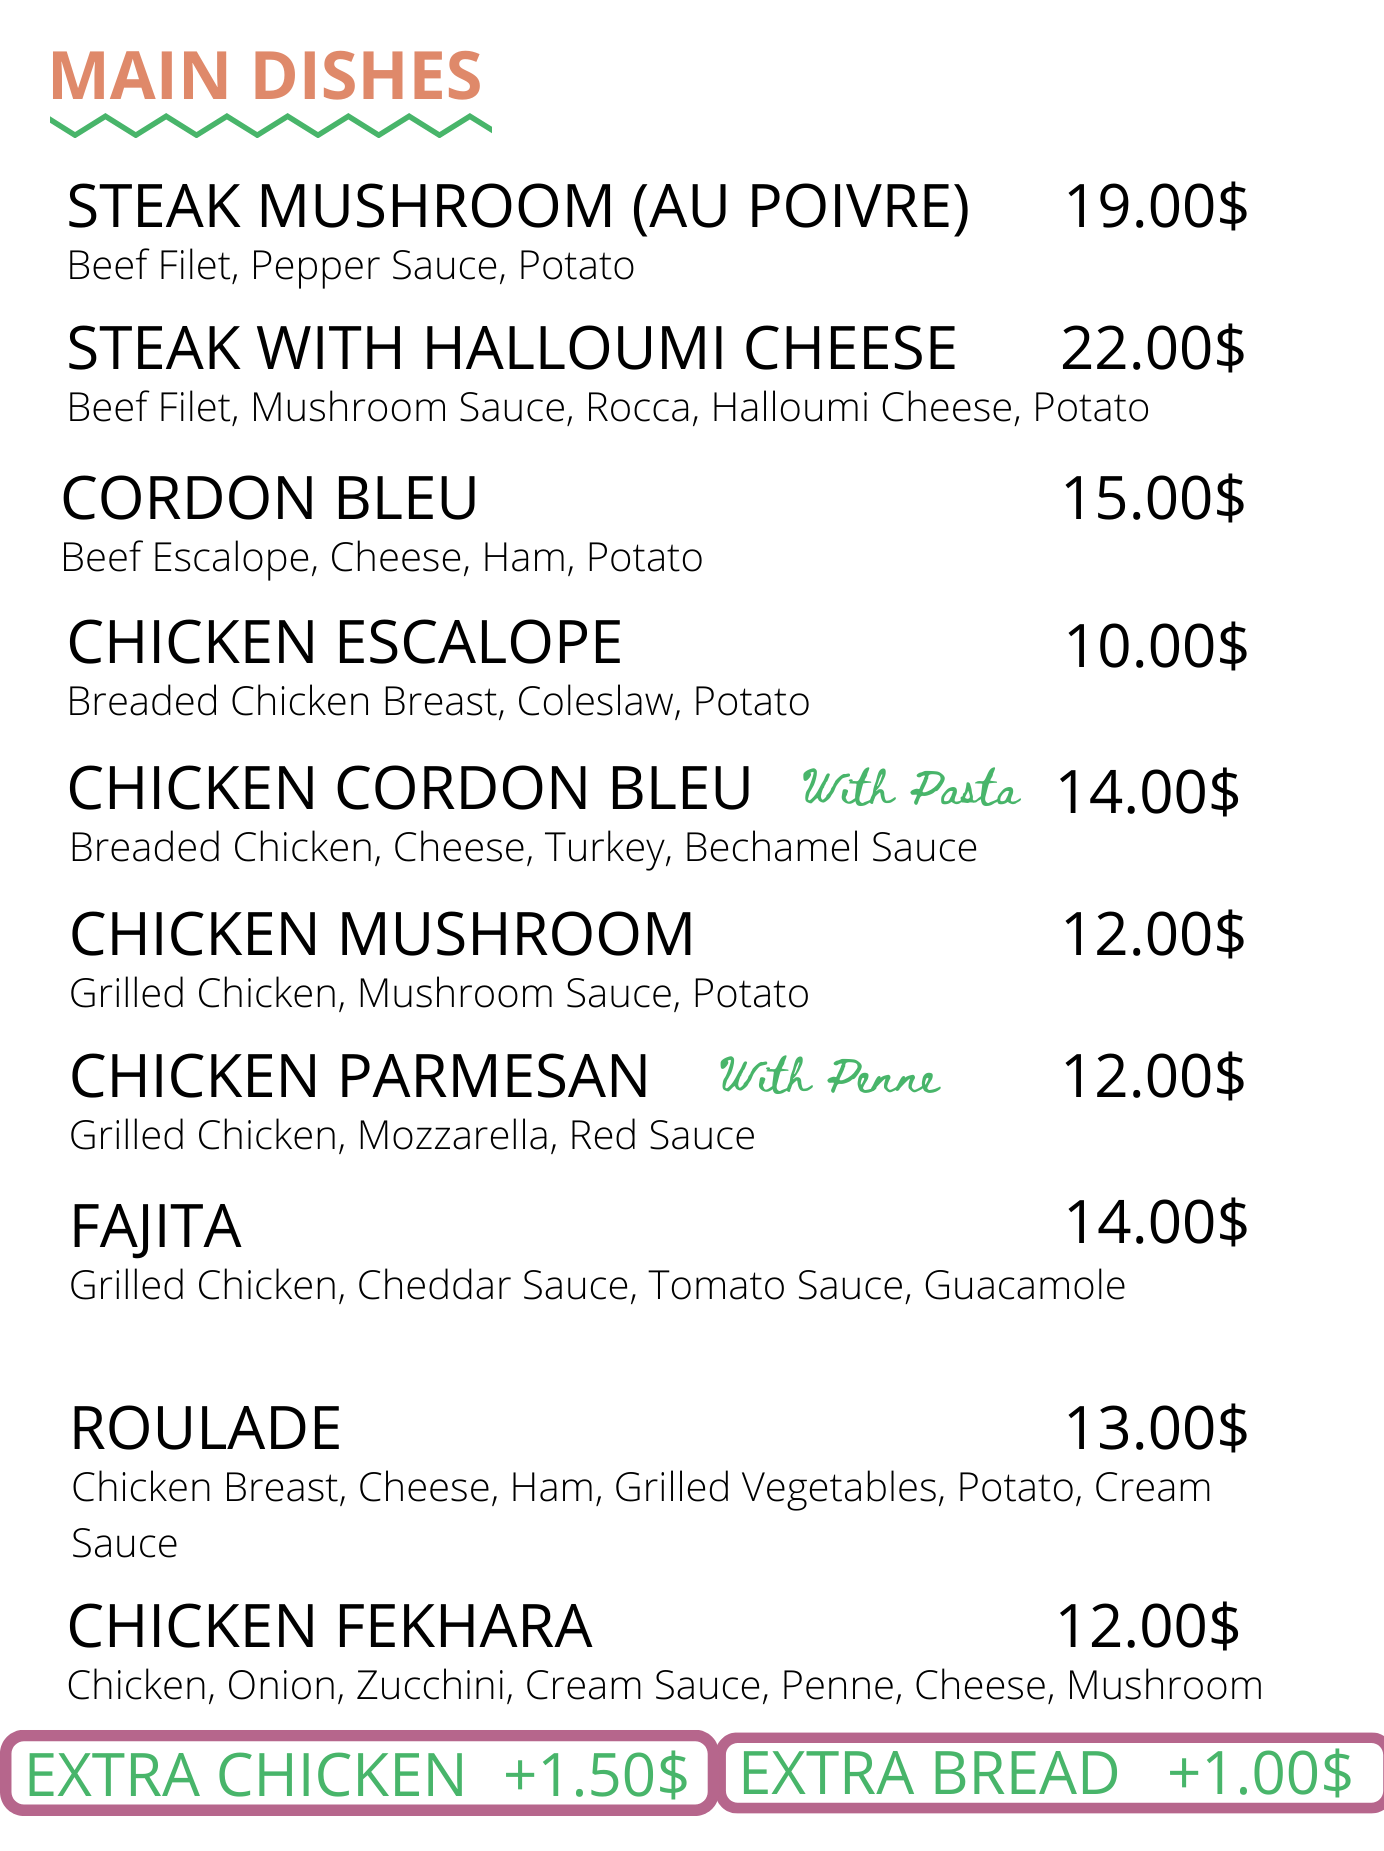 MAIN DISHES
STEAK MUSHROOM (AU POIVRE) 19.00$
Beef Filet, Pepper Sauce, Potato
STEAK WITH HALLOUMI CHEESE 22.00$
Beef Filet, Mushroom Sauce, Rocca, Halloumi Cheese, Potato
CORDON BLEU 15.00$
Beef Escalope, Cheese, Ham, Potato
CHICKEN ESCALOPE 10.00$
Breaded Chicken Breast, Coleslaw, Potato
CHICKEN CORDON BLEU With Pasta 14.00$
Breaded Chicken, Cheese, Turkey, Bechamel Sauce
CHICKEN MUSHROOM 12.00$
Grilled Chicken, Mushroom Sauce, Potato
CHICKEN PARMESAN With Penne 12.00$
Grilled Chicken, Mozzarella, Red Sauce
FAJITA 14.00$
Grilled Chicken, Cheddar Sauce, Tomato Sauce, Guacamole
ROULADE 13.00$
Chicken Breast, Cheese, Ham, Grilled Vegetables, Potato, Cream
Sauce
CHICKEN FEKHARA 12.00$
Chicken, Onion, Zucchini, Cream Sauce, Penne, Cheese, Mushroom
EXTRA CHICKEN +1.50$ EXTRA BREAD +1.00$